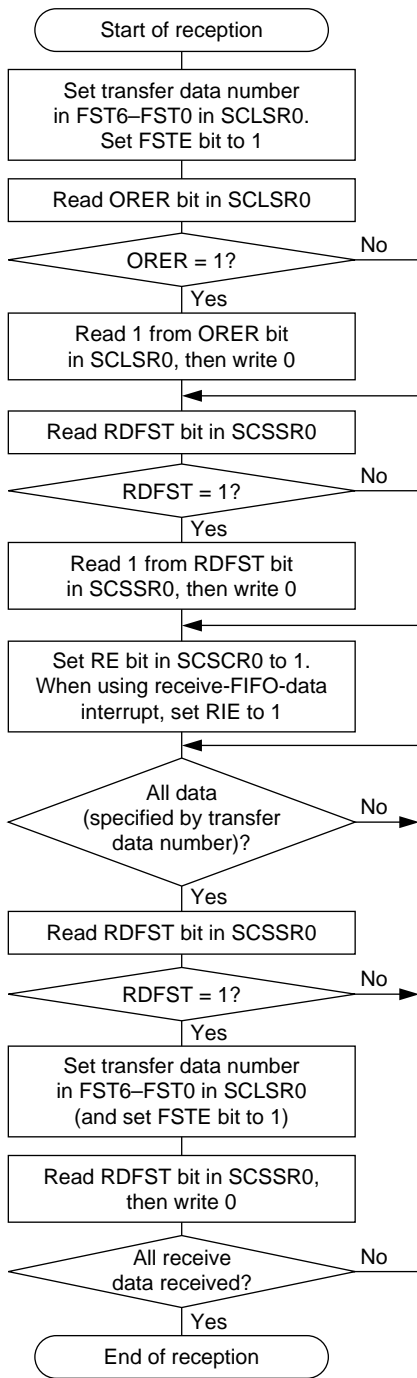 Start of reception
Set transfer data number
in FST6–FST0 in SCLSR0.
Set FSTE bit to 1
Read ORER bit in SCLSR0
ORER = 1?
No
Yes
Read 1 from ORER bit
in SCLSR0, then write 0
Read RDFST bit in SCSSR0
RDFST = 1?
No
Yes
Read 1 from RDFST bit
in SCSSR0, then write 0
Set RE bit in SCSCR0 to 1.
When using receive-FIFO-data
interrupt, set RIE to 1
All data
(specified by transfer
data number)?
No
Yes
Read RDFST bit in SCSSR0
RDFST = 1?
No
Yes
Set transfer data number
in FST6–FST0 in SCLSR0
(and set FSTE bit to 1)
Read RDFST bit in SCSSR0,
then write 0
All receive
data received?
No
Yes
End of reception